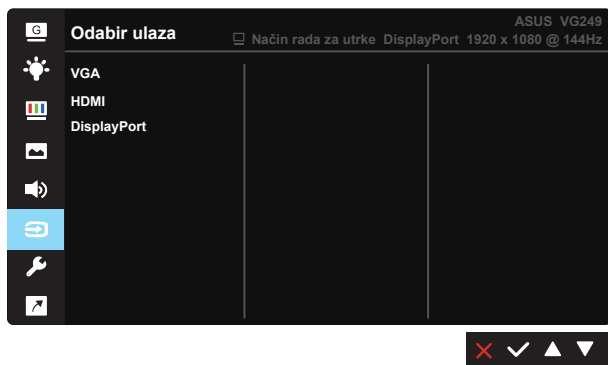 G
Odabir ulaza
ASUS VG249
Način rada za utrke DisplayPort 1920 x 1080 @ 144Hz
VGA
HDMI
DisplayPort